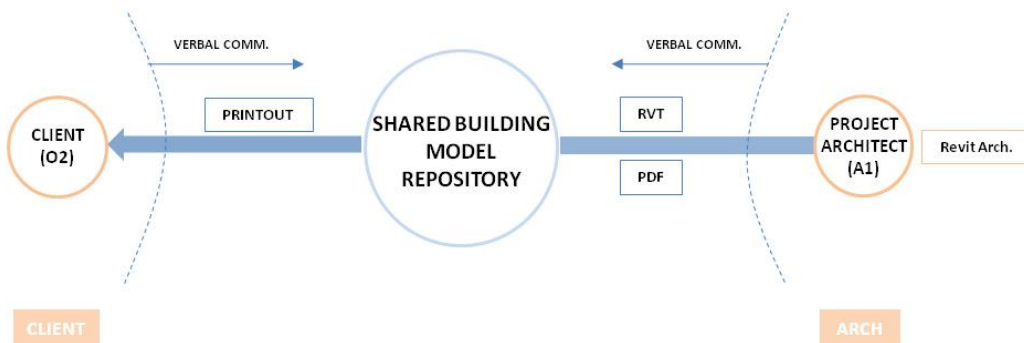 VERBAL COMM.
VERBAL COMM.
PRINTOUT
RVT
CLIENT
(O2)
SHARED BUILDING
MODEL
REPOSITORY
PROJECT
ARCHITECT
(A1)
Revit Arch.
PDF
CLIENT
ARCH